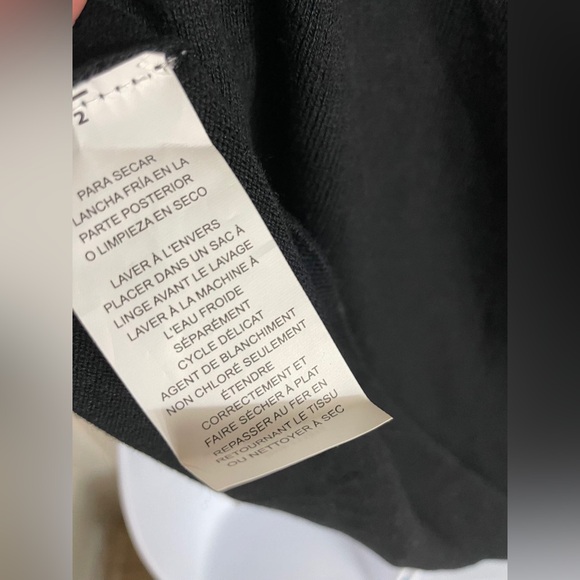 2
PARA SECAR
LANCHA FRÍA EN LA
PARTE POSTERIOR
O LIMPIEZA EN SECO
LAVER À L'ENVERS
PLACER DANS UN SAC À
LINGE AVANT LE LAVAGE
LAVER À LA MACHINE À
L'EAU FROIDE
SÉPARÉMENT
CYCLE DÉLICAT
AGENT DE BLANCHIMENT
NON CHLORÉ SEULEMENT
ÉTENDRE
CORRECTEMENT ET
FAIRE SÉCHER À PLAT
REPASSER AU FER EN
RETOURNANT LE TISSU
OU NETTOYER À SEC